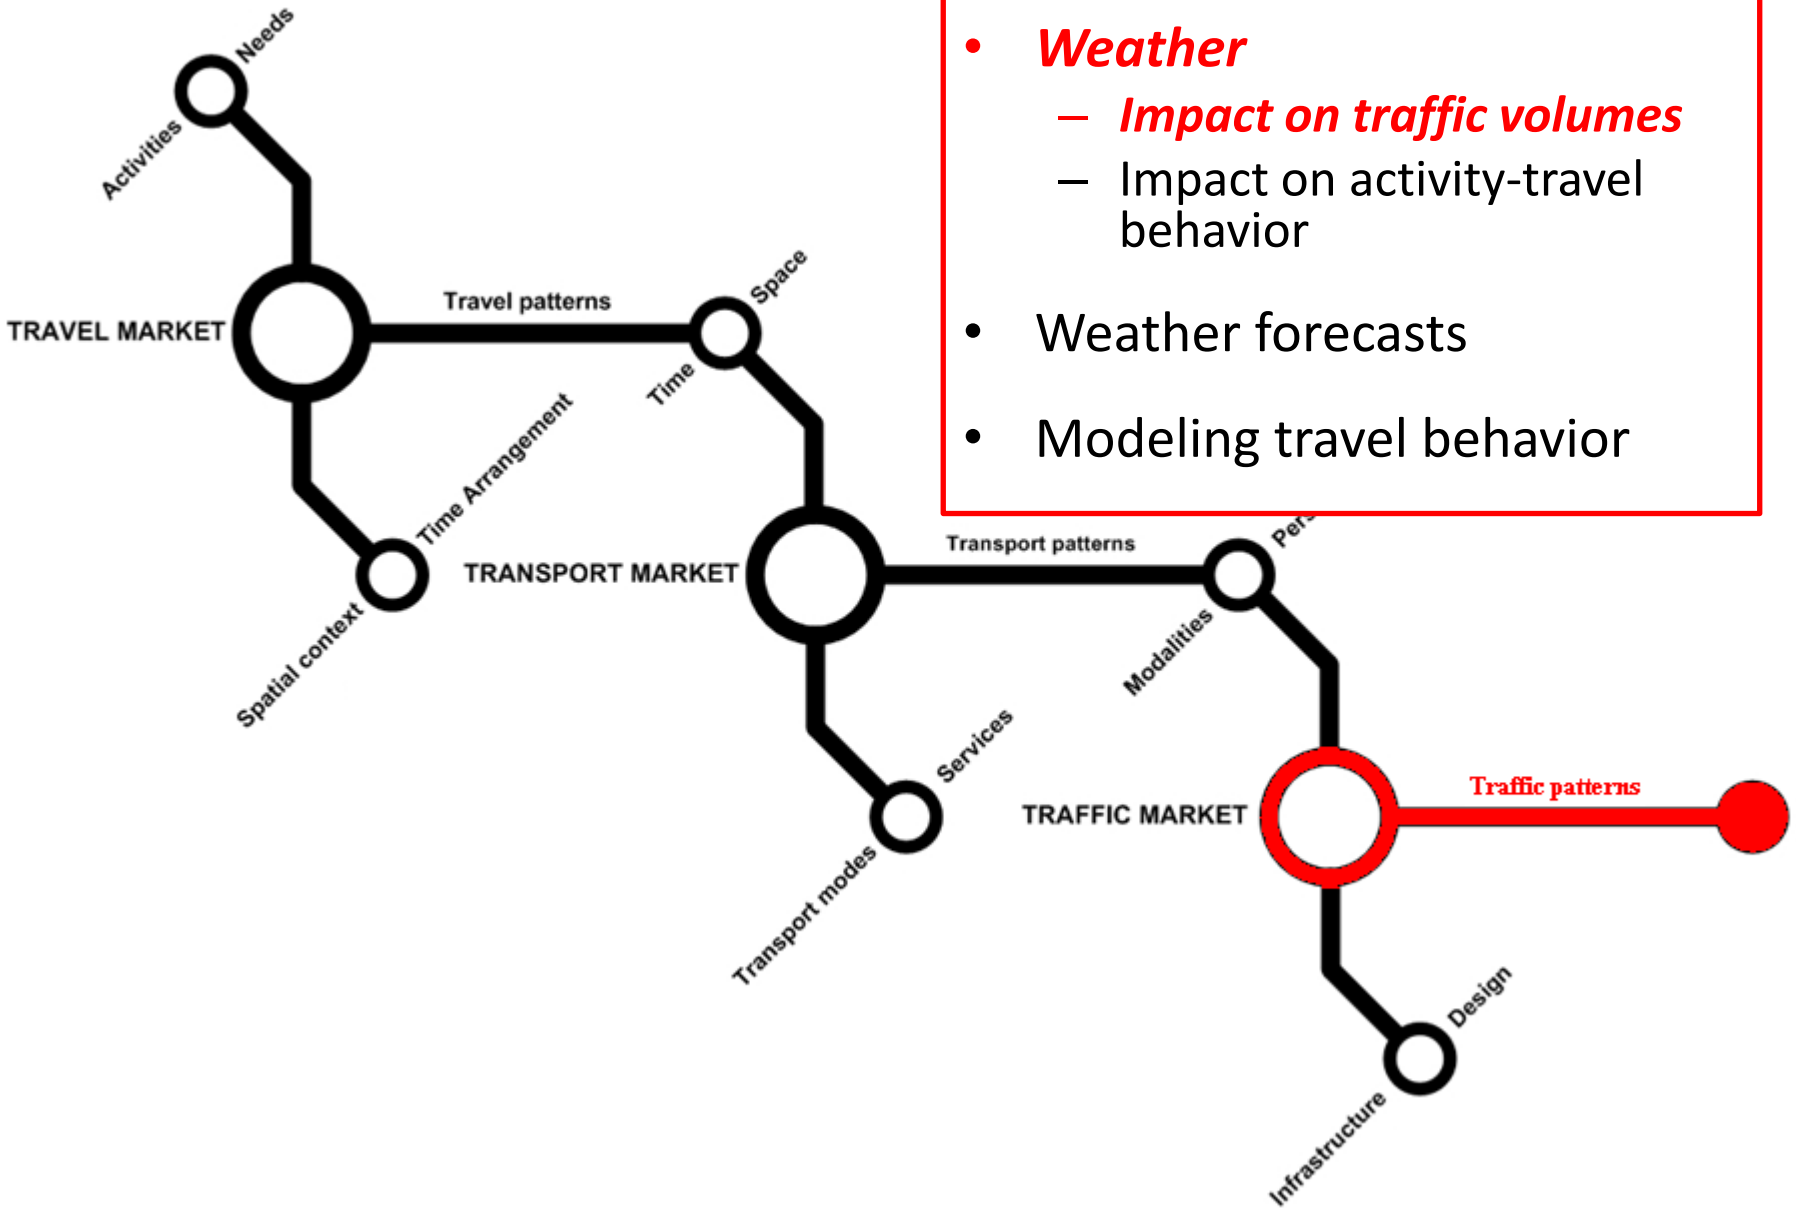 • Weather
– Impact on traffic volumes
– Impact on activity-travel
behavior
• Weather forecasts
• Modeling travel behavior
Needs
Activities
TRAVEL MARKET
Travel patterns
Space
Time
Time Arrangement
Spatial context
TRANSPORT MARKET
Transport patterns
Modalities
Services
Transport modes
TRAFFIC MARKET
Traffic patterns
Design
Infrastructure